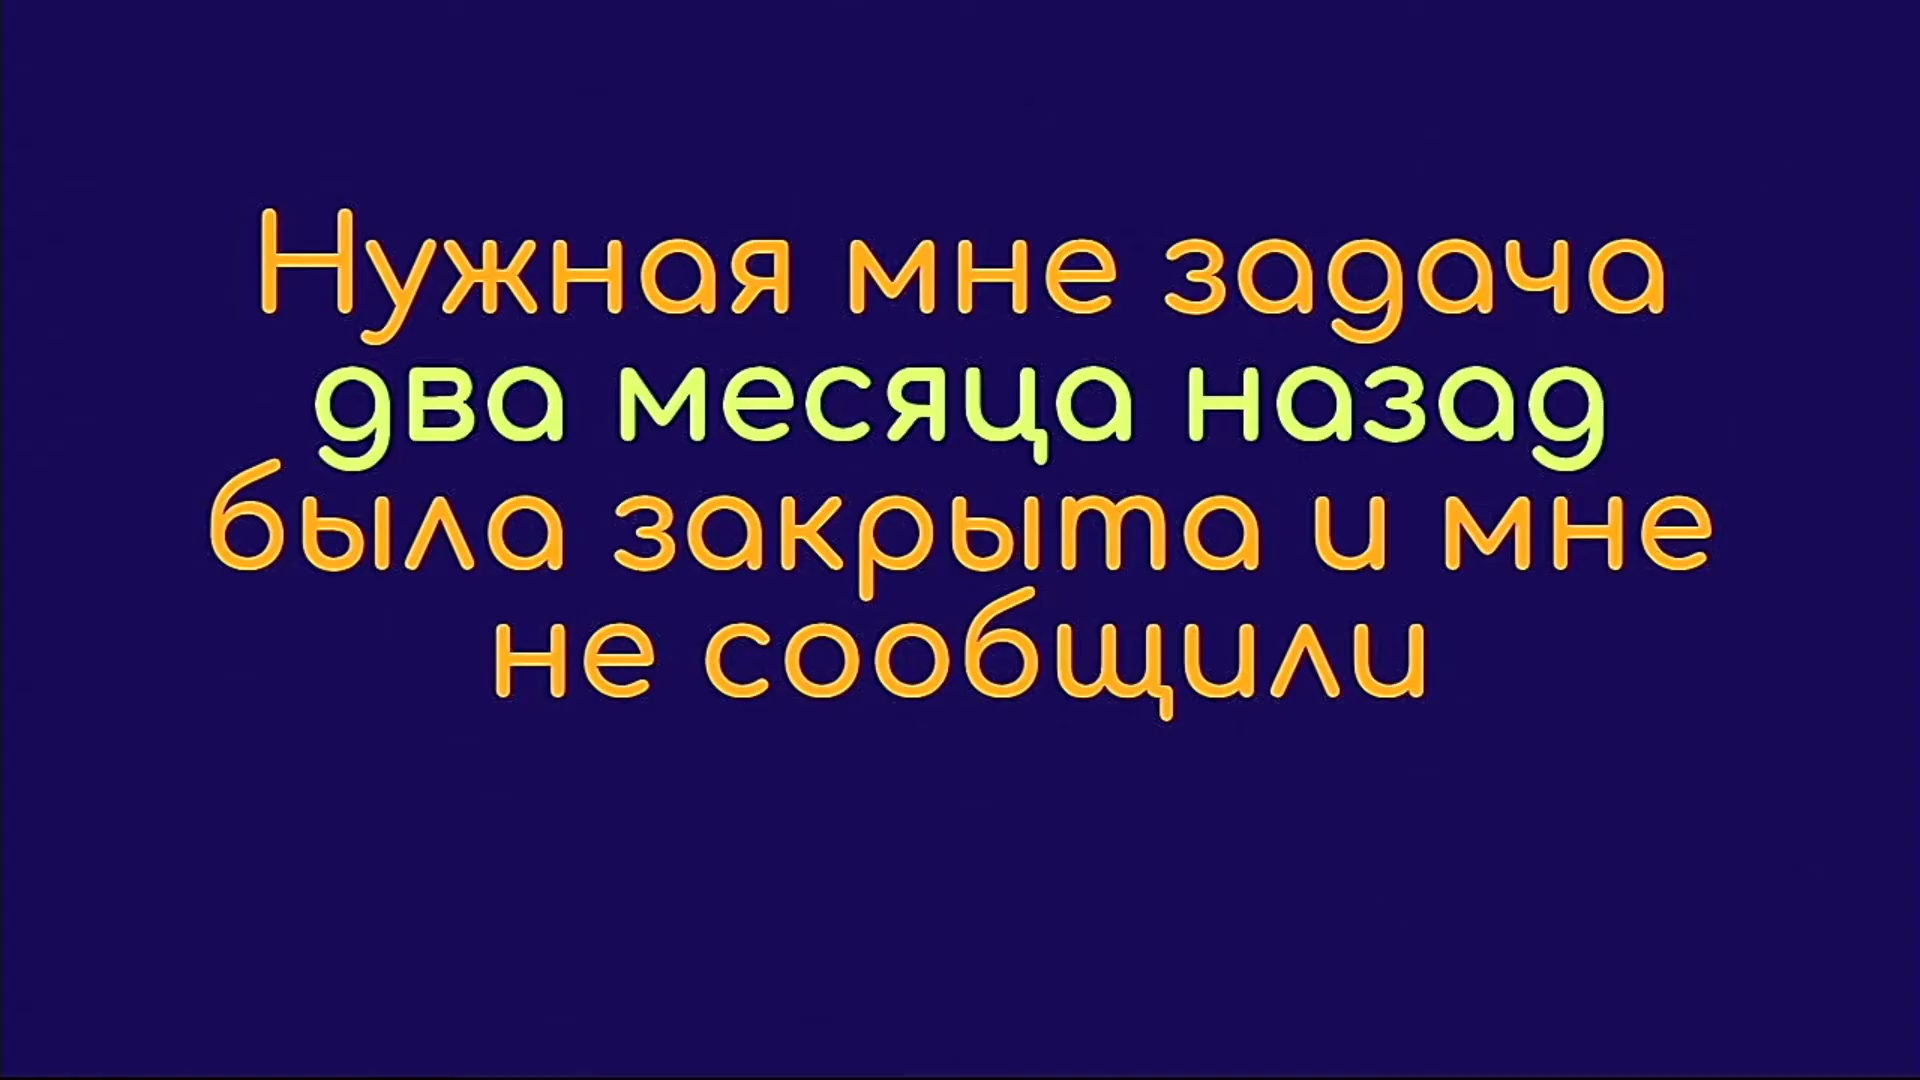 Нужная мне задача
два месяца назад
была закрыта и мне
не сообщили